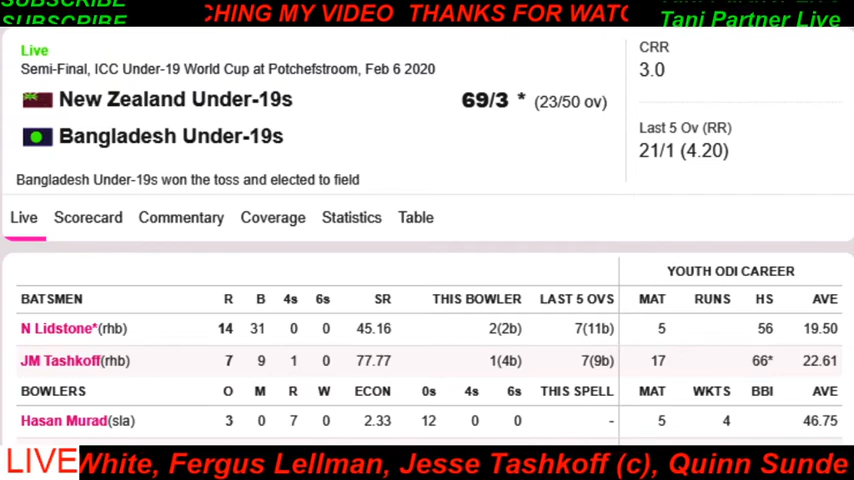 SUBSCRIBE
SUBSCRIBE
CHING MY VIDEO THANKS FOR WATC
Tani Partner Live
Live
Semi-Final, ICC Under-19 World Cup at Potchefstroom, Feb 6 2020
New Zealand Under-19s 69/3 * (23/50 ov)
Bangladesh Under-19s
Bangladesh Under-19s won the toss and elected to field
CRR
3.0
Last 5 Ov (RR)
21/1 (4.20)
Live Scorecard Commentary Coverage Statistics Table
YOUTH ODI CAREER
BATSMEN R B 4s 6s SR THIS BOWLER LAST 5 OVS MAT RUNS HS AVE
N Lidstone*(rhb) 14 31 0 0 45.16 2(2b) 7(11b) 5 56 19.50
JM Tashkoff(rhb) 7 9 1 0 77.77 1(4b) 7(9b) 17 66* 22.61
BOWLERS O M R W ECON 0s 4s 6s THIS SPELL MAT WKTS BBI AVE
Hasan Murad(sla) 3 0 7 0 2.33 12 0 0 - 5 4 46.75
LIVE White, Fergus Lellman, Jesse Tashkoff (c), Quinn Sunde